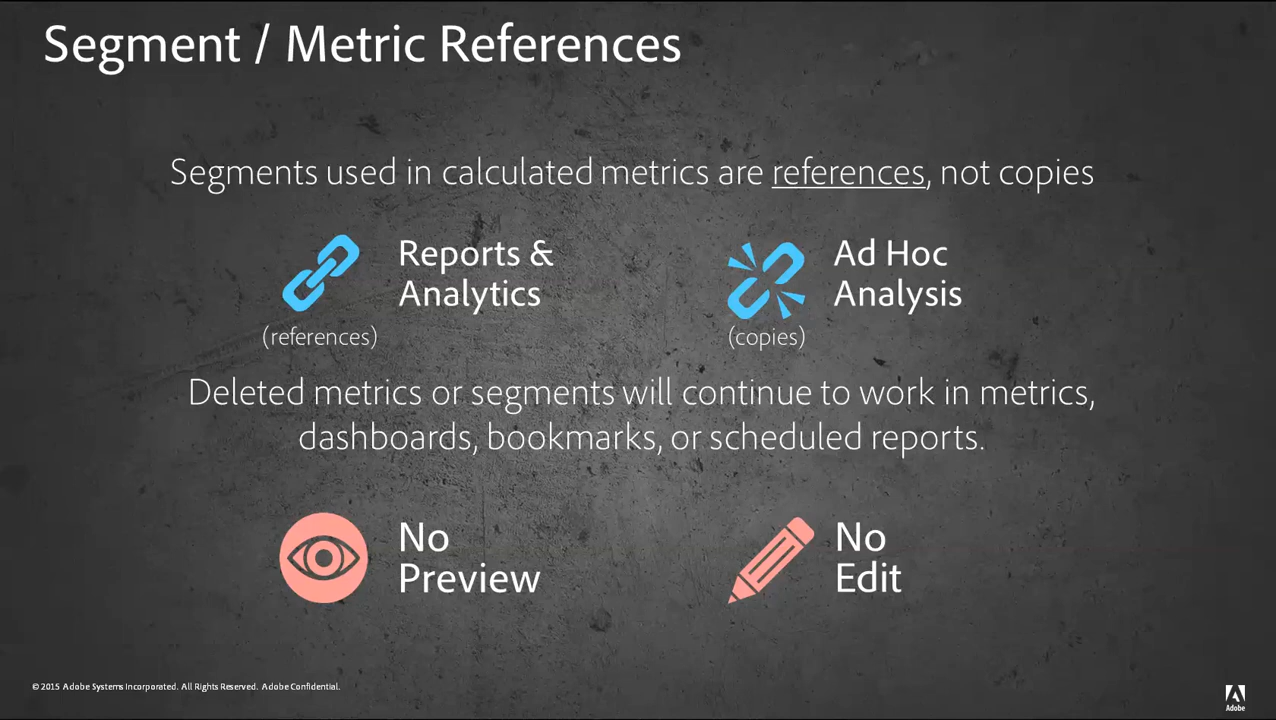 Segment / Metric References
Segments used in calculated metrics are references, not copies
Reports &
Analytics
(references)
Ad Hoc
Analysis
(copies)
Deleted metrics or segments will continue to work in metrics,
dashboards, bookmarks, or scheduled reports.
No
Preview
No
Edit
© 2015 Adobe Systems Incorporated. All Rights Reserved. Adobe Confidential.
Adobe